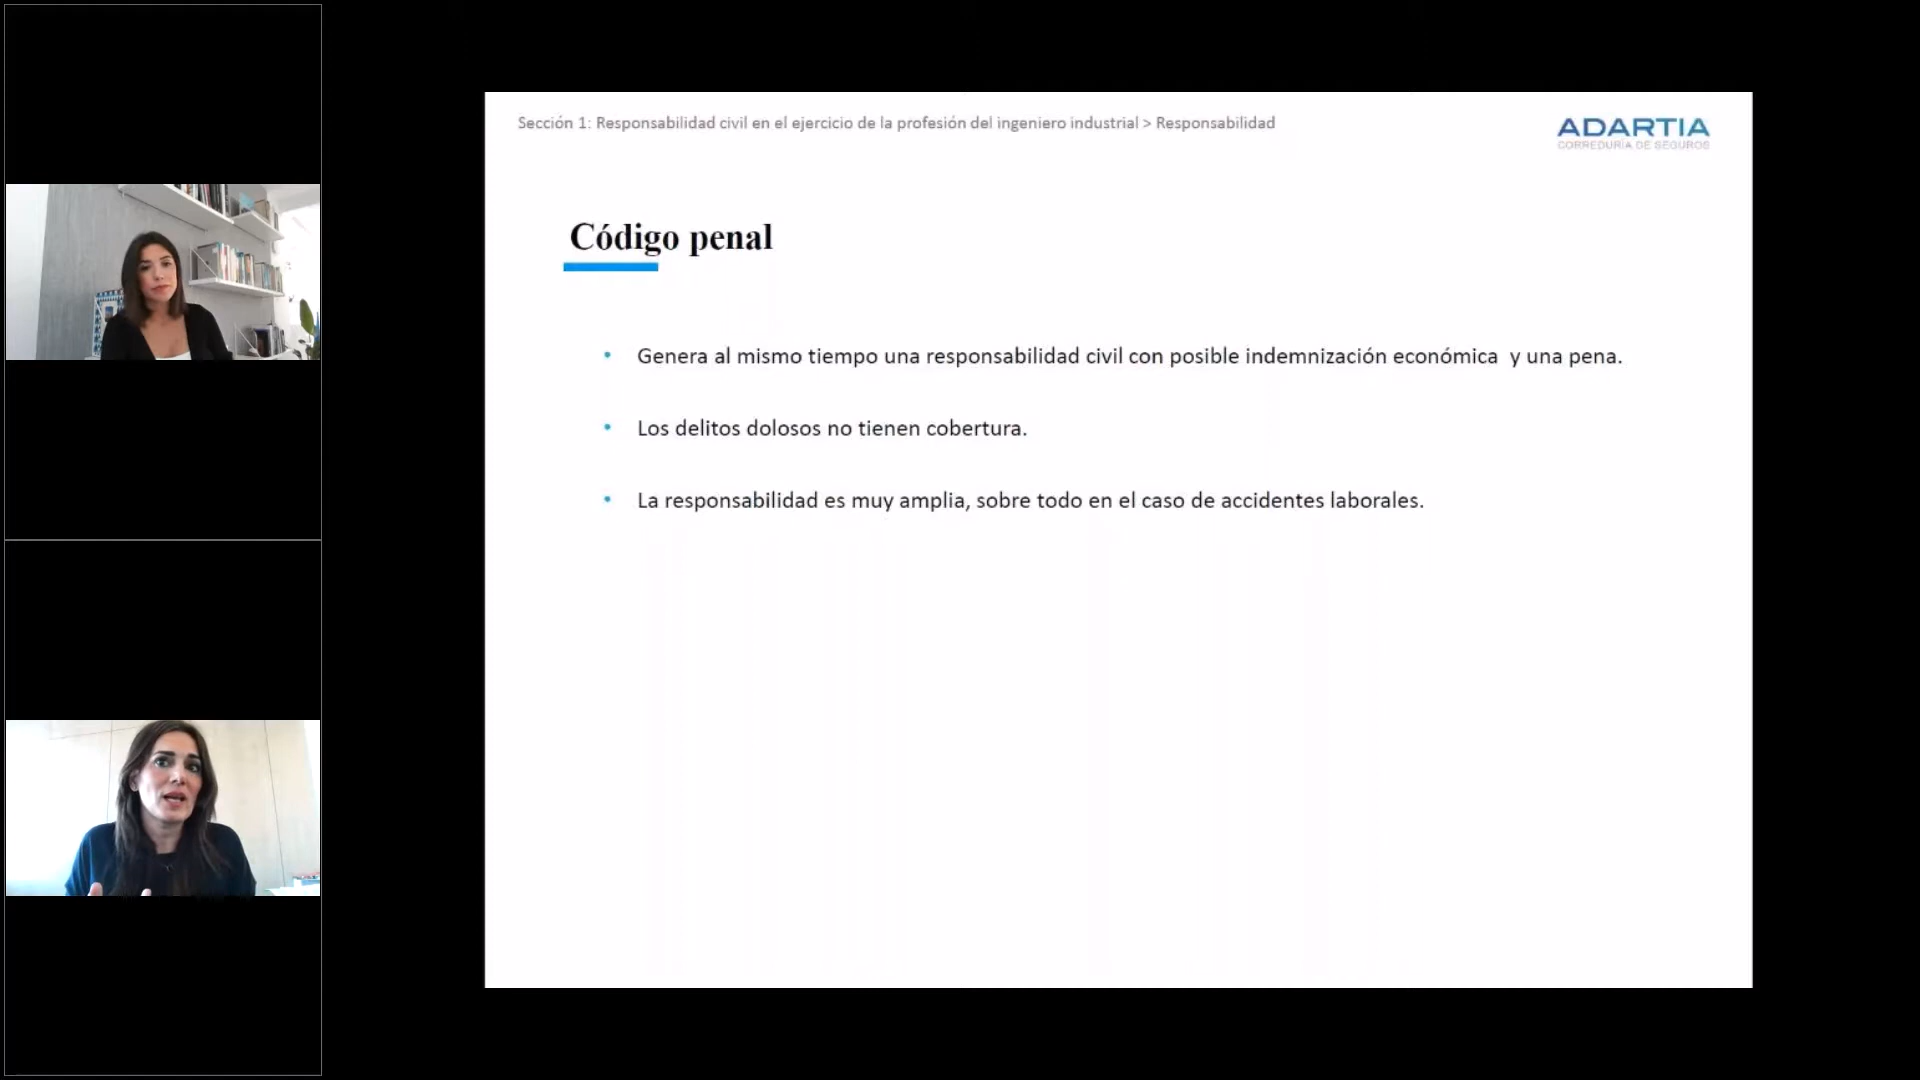 Sección 1: Responsabilidad civil en el ejercicio de la profesión del ingeniero industrial > Responsabilidad
ADARTIA
CORREDURÍA DE SEGUROS
Código penal
• Genera al mismo tiempo una responsabilidad civil con posible indemnización económica y una pena.
• Los delitos dolosos no tienen cobertura.
• La responsabilidad es muy amplia, sobre todo en el caso de accidentes laborales.